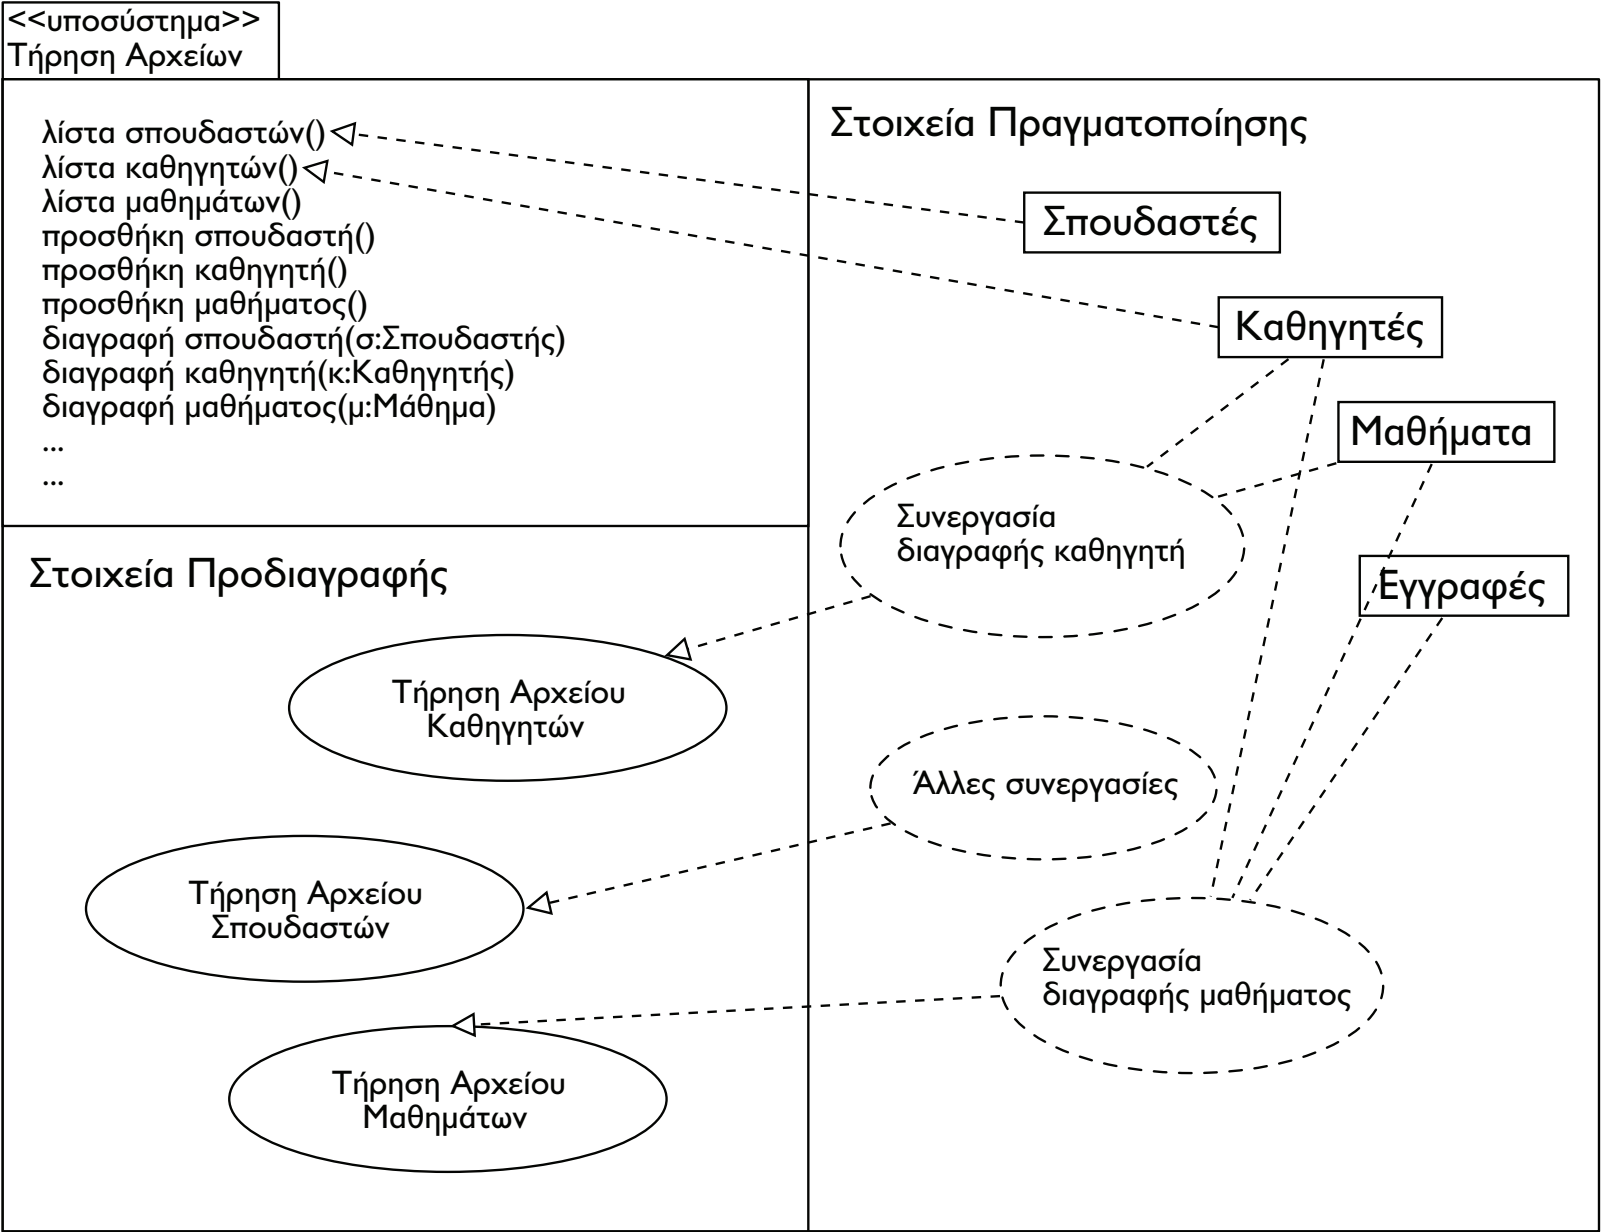 <<υποσύστημα>>
Τήρηση Αρχείων
λίστα σπουδαστών()
λίστα καθηγητών()
λίστα μαθημάτων()
προσθήκη σπουδαστή()
προσθήκη καθηγητή()
προσθήκη μαθήματος()
διαγραφή σπουδαστή(σ:Σπουδαστής)
διαγραφή καθηγητή(κ:Καθηγητής)
διαγραφή μαθήματος(μ:Μάθημα)
...
...
Στοιχεία Προδιαγραφής
Τήρηση Αρχείου
Καθηγητών
Τήρηση Αρχείου
Σπουδαστών
Τήρηση Αρχείου
Μαθημάτων
Στοιχεία Πραγματοποίησης
Σπουδαστές
Καθηγητές
Μαθήματα
Συνεργασία
διαγραφής καθηγητή
Εγγραφές
Άλλες συνεργασίες
Συνεργασία
διαγραφής μαθήματος